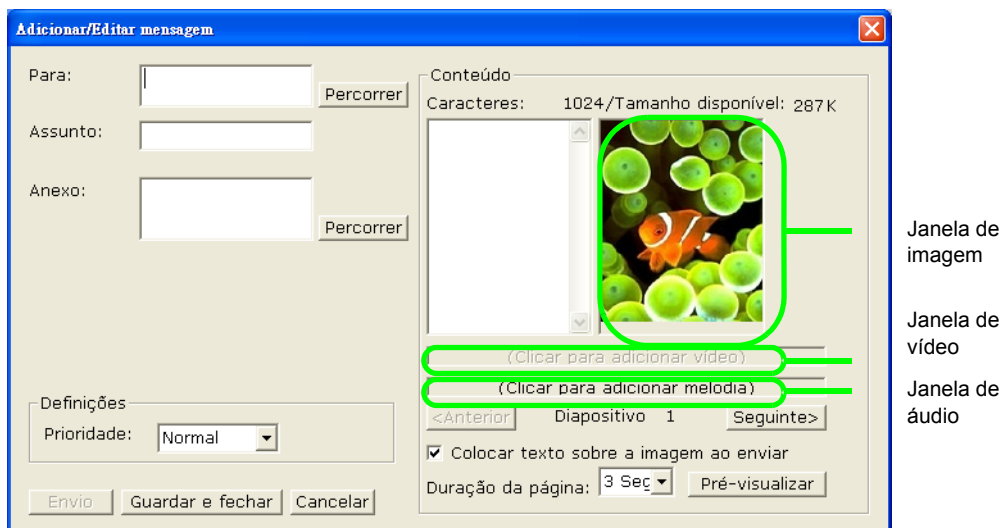 Adicionar/Editar mensagem
Para:
Percorrer
Assunto:
Anexo:
Percorrer
Definições
Prioridade:
Normal
Envio
Guardar e fechar
Cancelar
Conteúdo
Caracteres: 1024/Tamanho disponível: 287K
(Clicar para adicionar vídeo)
(Clicar para adicionar melodia)
<Anterior Diapositivo 1 Seguinte>
Colocar texto sobre a imagem ao enviar
Duração da página: 3 Seg Pré-visualizar
Janela de
imagem
Janela de
vídeo
Janela de
áudio